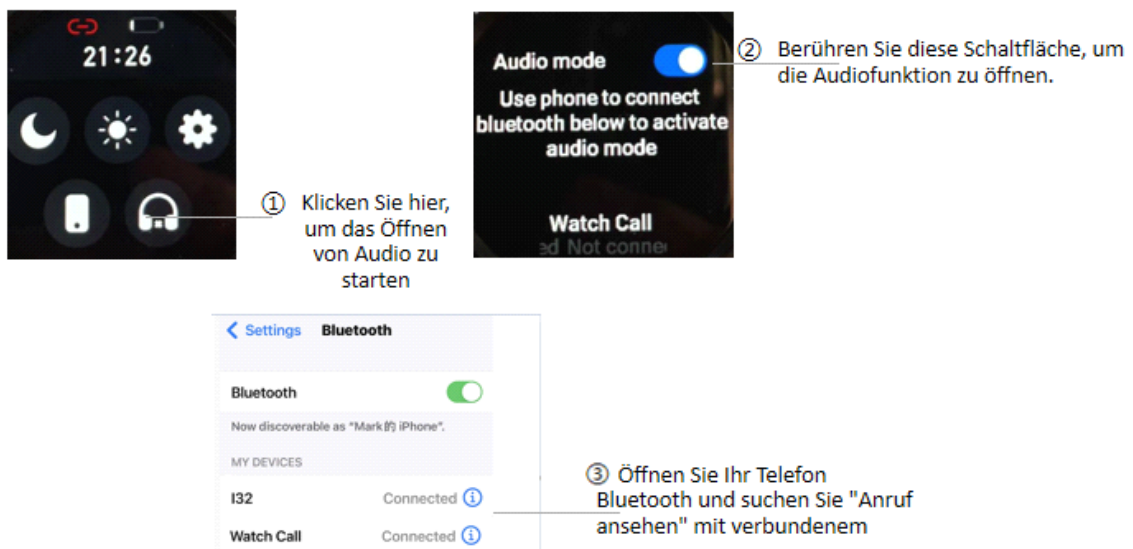 21:26
① Klicken Sie hier,
um das Öffnen
von Audio zu
starten
Audio mode
Use phone to connect
bluetooth below to activate
audio mode
Watch Call
ed Not conne
② Berühren Sie diese Schaltfläche, um
die Audiofunktion zu öffnen.
Settings Bluetooth
Bluetooth
Now discoverable as "Mark的 iPhone".
MY DEVICES
I32 Connected
Watch Call Connected
③ Öffnen Sie Ihr Telefon
Bluetooth und suchen Sie "Anruf
ansehen" mit verbundenem